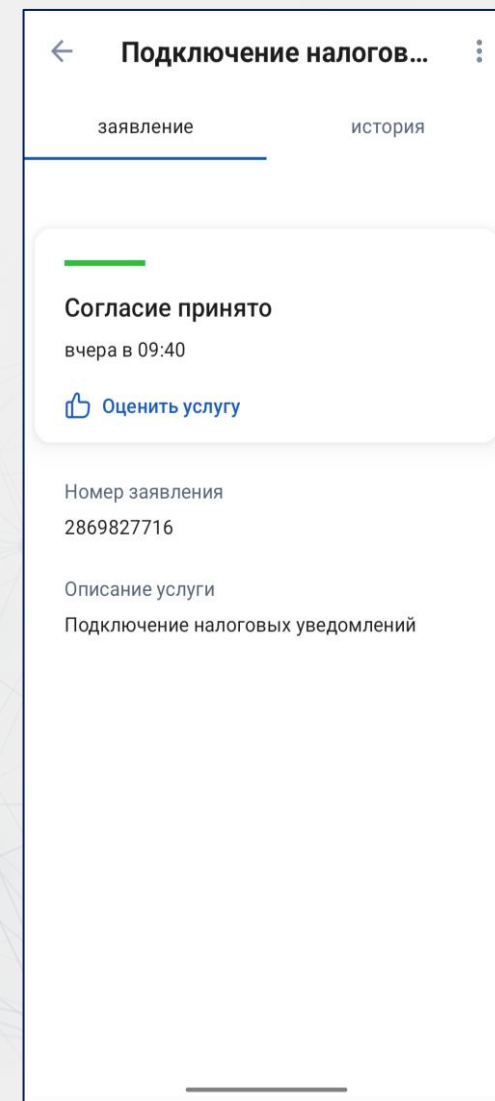 Подключение налогов...
заявление история
Согласие принято
вчера в 09:40
Оценить услугу
Номер заявления
2869827716
Описание услуги
Подключение налоговых уведомлений